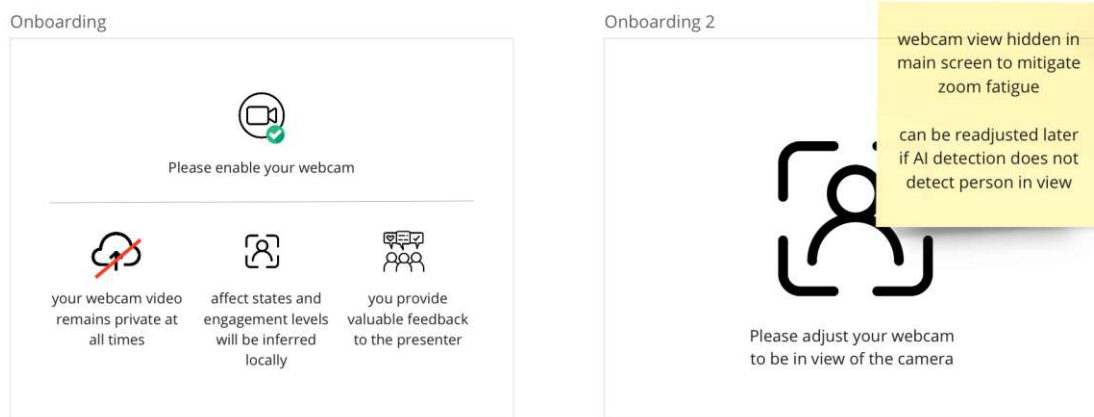 Onboarding
Please enable your webcam
your webcam video
remains private at
all times
affect states and
engagement levels
will be inferred
locally
you provide
valuable feedback
to the presenter
Onboarding 2
webcam view hidden in
main screen to mitigate
zoom fatigue
can be readjusted later
if AI detection does not
detect person in view
Please adjust your webcam
to be in view of the camera